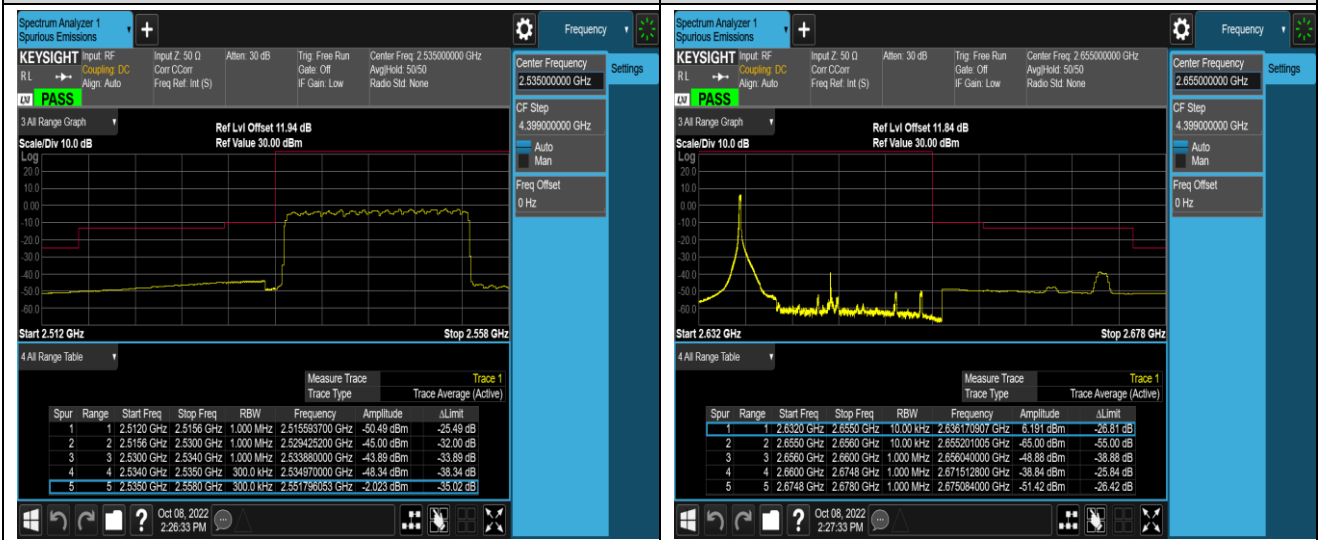 Spectrum Analyzer 1
Spurious Emissions
+
Frequency
KEYSIGHT Input: RF Input Z: 50 Ω Atten: 30 dB Trig: Free Run Center Freq: 2.535000000 GHz
RL Coupling: DC Corr CCorr Gate: Off Avg|Hold: 50/50
Align: Auto Freq Ref: Int (S) IF Gain: Low Radio Std: None
LXI PASS
Center Frequency
2.535000000 GHz
Settings
CF Step
4.399000000 GHz
Auto
Man
Freq Offset
0 Hz
3 All Range Graph
Ref Lvl Offset 11.94 dB
Scale/Div 10.0 dB Ref Value 30.00 dBm
Log
20.0
10.0
0.00
-10.0
-20.0
-30.0
-40.0
-50.0
-60.0
Start 2.512 GHz Stop 2.558 GHz
4 All Range Table
Measure Trace Trace 1
Trace Type Trace Average (Active)
Spur Range Start Freq Stop Freq RBW Frequency Amplitude ΔLimit
1 1 2.5120 GHz 2.5156 GHz 1.000 MHz 2.515593700 GHz -50.49 dBm -25.49 dB
2 2 2.5156 GHz 2.5300 GHz 1.000 MHz 2.529425200 GHz -45.00 dBm -32.00 dB
3 3 2.5300 GHz 2.5340 GHz 1.000 MHz 2.533880000 GHz -43.89 dBm -33.89 dB
4 4 2.5340 GHz 2.5350 GHz 300.0 kHz 2.534970000 GHz -48.34 dBm -38.34 dB
5 5 2.5350 GHz 2.5580 GHz 300.0 kHz 2.551796053 GHz -2.023 dBm -35.02 dB
?
Oct 08, 2022
2:26:33 PM
Spectrum Analyzer 1
Spurious Emissions
+
Frequency
KEYSIGHT Input: RF Input Z: 50 Ω Atten: 30 dB Trig: Free Run Center Freq: 2.655000000 GHz
RL Coupling: DC Corr CCorr Gate: Off Avg|Hold: 50/50
Align: Auto Freq Ref: Int (S) IF Gain: Low Radio Std: None
LXI PASS
Center Frequency
2.655000000 GHz
Settings
CF Step
4.399000000 GHz
Auto
Man
Freq Offset
0 Hz
3 All Range Graph
Ref Lvl Offset 11.84 dB
Scale/Div 10.0 dB Ref Value 30.00 dBm
Log
20.0
10.0
0.00
-10.0
-20.0
-30.0
-40.0
-50.0
-60.0
Start 2.632 GHz Stop 2.678 GHz
4 All Range Table
Measure Trace Trace 1
Trace Type Trace Average (Active)
Spur Range Start Freq Stop Freq RBW Frequency Amplitude ΔLimit
1 1 2.6320 GHz 2.6550 GHz 10.00 kHz 2.636170907 GHz 6.191 dBm -26.81 dB
2 2 2.6550 GHz 2.6560 GHz 10.00 kHz 2.655201005 GHz -65.00 dBm -55.00 dB
3 3 2.6560 GHz 2.6600 GHz 1.000 MHz 2.656040000 GHz -48.88 dBm -38.88 dB
4 4 2.6600 GHz 2.6748 GHz 1.000 MHz 2.671512800 GHz -38.84 dBm -25.84 dB
5 5 2.6748 GHz 2.6780 GHz 1.000 MHz 2.675084000 GHz -51.42 dBm -26.42 dB
?
Oct 08, 2022
2:27:33 PM